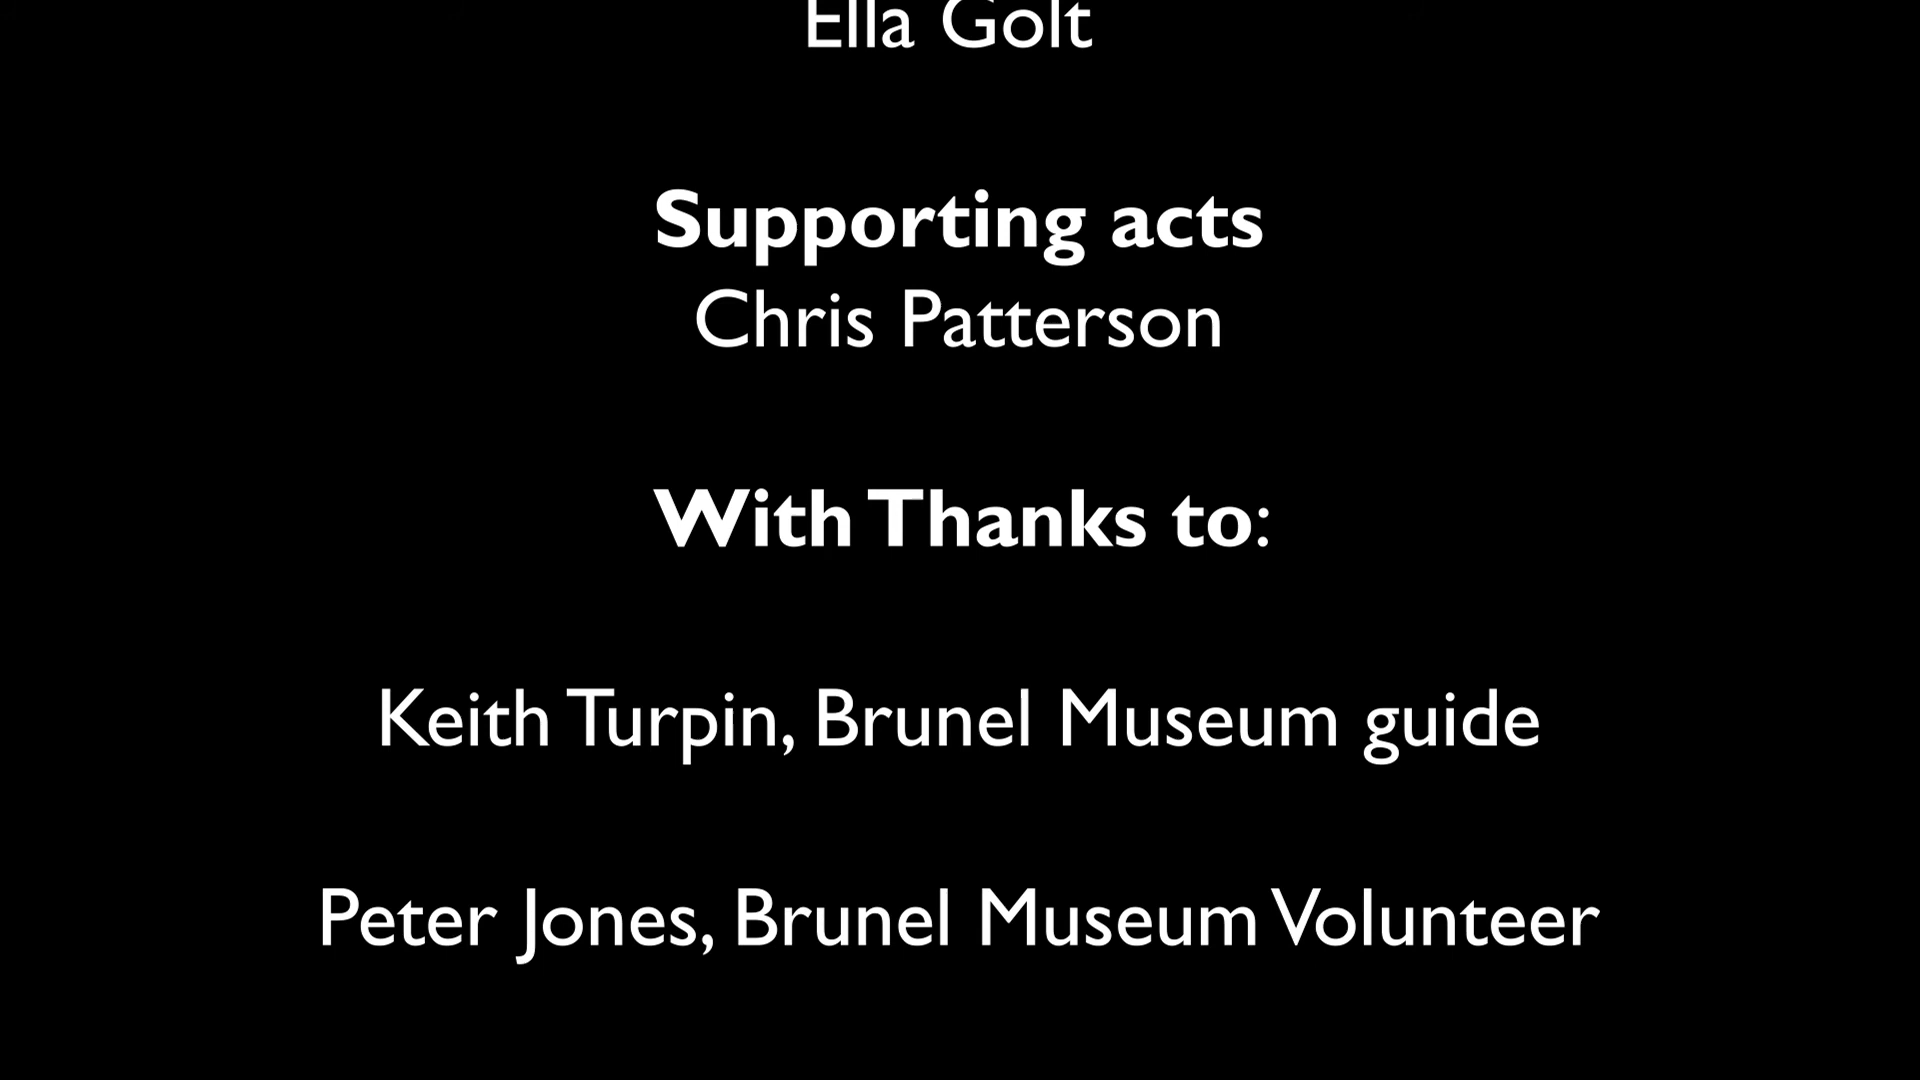 Ella Golt
Supporting acts
Chris Patterson
With Thanks to:
Keith Turpin, Brunel Museum guide
Peter Jones, Brunel Museum Volunteer